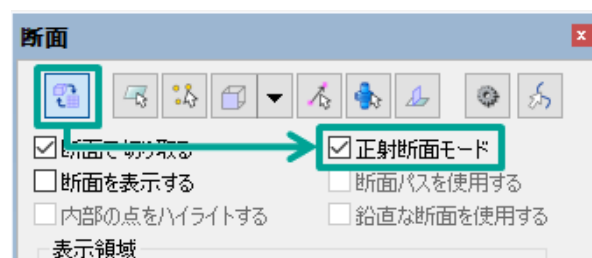 断面
断面で切り取る
正射断面モード
断面を表示する
断面パスを使用する
内部の点をハイライトする
鉛直な断面を使用する
表示領域